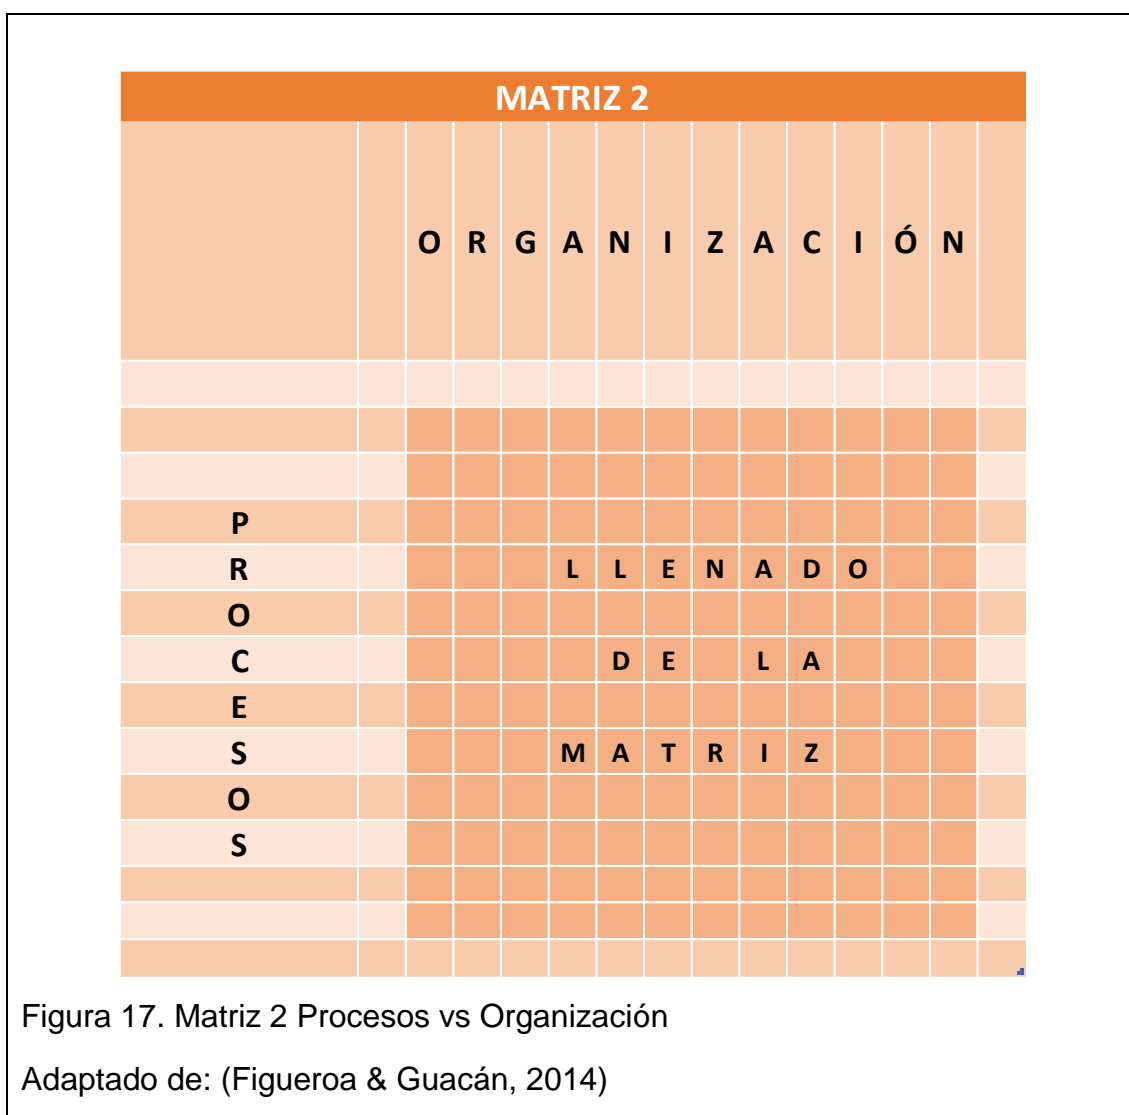 MATRIZ 2
O R G A N I Z A C I Ó N
P
R L L E N A D O
O
C D E L A
E
S M A T R I Z
O
S
Figura 17. Matriz 2 Procesos vs Organización
Adaptado de: (Figueroa & Guacán, 2014)